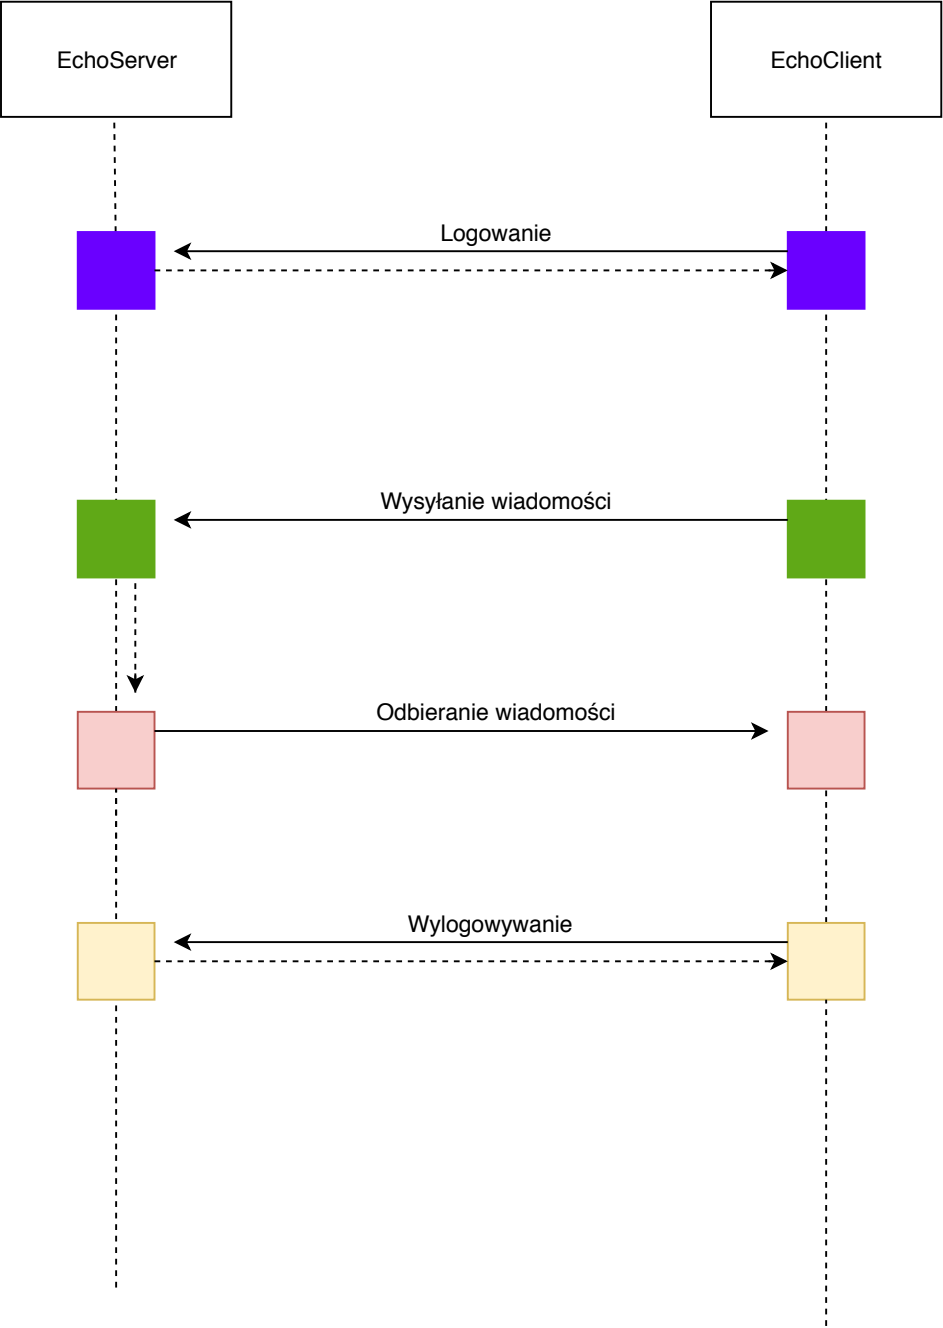 EchoServer
EchoClient
Logowanie
Wysyłanie wiadomości
Odbieranie wiadomości
Wylogowywanie